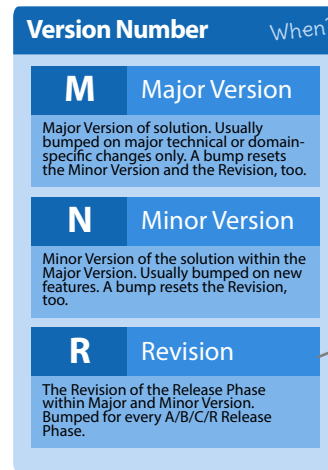 Version Number When?
M Major Version
Major Version of solution. Usually
bumped on major technical or domain-
specific changes only. A bump resets
the Minor Version and the Revision, too.
N Minor Version
Minor Version of the solution within the
Major Version. Usually bumped on new
features. A bump resets the Revision,
too.
R Revision
The Revision of the Release Phase
within Major and Minor Version.
Bumped for every A/B/C/R Release
Phase.